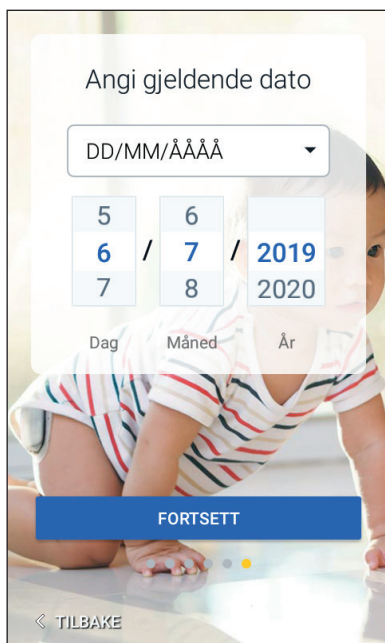 Angi gjeldende dato
DD/MM/ÅÅÅÅ
5 6
6 / 7 / 2019
7 8 2020
Dag Måned År
FORTSETT
TILBAKE